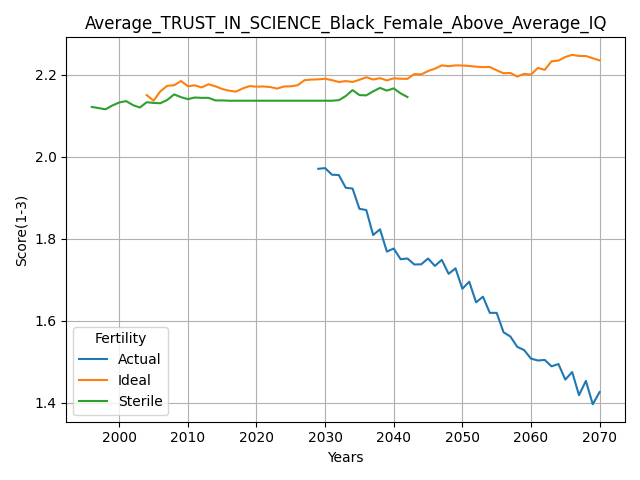 Average_TRUST_IN_SCIENCE_Black_Female_Above_Average_IQ
Score(1-3)
2.2
2.0
1.8
1.6
1.4
Fertility
Actual
Ideal
Sterile
2000 2010 2020 2030 2040 2050 2060 2070
Years